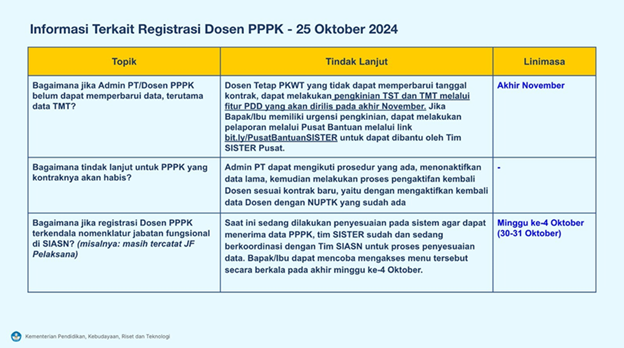 Informasi Terkait Registrasi Dosen PPPK - 25 Oktober 2024
Topik
Tindak Lanjut
Linimasa
Bagaimana jika Admin PT/Dosen PPPK
belum dapat memperbarui data, terutama
data TMT?
Dosen Tetap PKWT yang tidak dapat memperbarui tanggal
kontrak, dapat melakukan pengkinian TST dan TMT melalui
fitur PDD yang akan dirilis pada akhir November. Jika
Bapak/Ibu memiliki urgensi pengkinian, dapat melakukan
pelaporan melalui Pusat Bantuan melalui link
bit.ly/PusatBantuanSISTER untuk dapat dibantu oleh Tim
SISTER Pusat.
Akhir November
Bagaimana tindak lanjut untuk PPPK yang
kontraknya akan habis?
Admin PT dapat mengikuti prosedur yang ada, menonaktifkan
data lama, kemudian melakukan proses pengaktifan kembali
Dosen sesuai kontrak baru, yaitu dengan mengaktifkan kembali
data Dosen dengan NUPTK yang sudah ada
-
Bagaimana jika registrasi Dosen PPPK
terkendala nomenklatur jabatan fungsional
di SIASN? (misalnya: masih tercatat JF
Pelaksana)
Saat ini sedang dilakukan penyesuaian pada sistem agar dapat
menerima data PPPK, tim SISTER sudah dan sedang
berkoordinasi dengan Tim SIASN untuk proses penyesuaian
data. Bapak/Ibu dapat mencoba mengakses menu tersebut
secara berkala pada akhir minggu ke-4 Oktober.
Minggu ke-4 Oktober
(30-31 Oktober)
Kementerian Pendidikan, Kebudayaan, Riset dan Teknologi